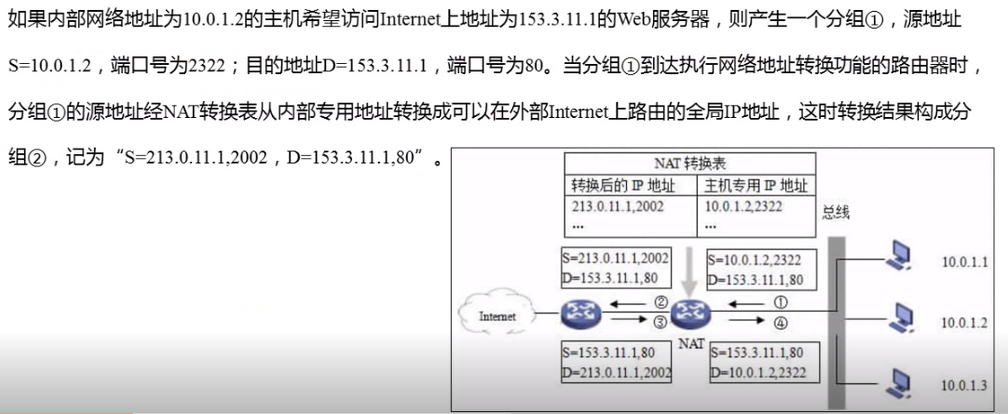 如果内部网络地址为10.0.1.2的主机希望访问Internet上地址为153.3.11.1的Web服务器，则产生一个分组①，源地址
S=10.0.1.2，端口号为2322；目的地址D=153.3.11.1，端口号为80。当分组①到达执行网络地址转换功能的路由器时，
分组①的源地址经NAT转换表从内部专用地址转换成可以在外部Internet上路由的全局IP地址，这时转换结果构成分
组②，记为“S=213.0.11.1,2002，D=153.3.11.1,80”。
NAT 转换表
转换后的 IP 地址
主机专用 IP 地址
213.0.11.1,2002
10.0.1.2,2322
...
...
总线
S=213.0.11.1,2002
D=153.3.11.1,80
S=10.0.1.2,2322
D=153.3.11.1,80
10.0.1.1
②
①
Internet
③
④
10.0.1.2
NAT
S=153.3.11.1,80
D=213.0.11.1,2002
S=153.3.11.1,80
D=10.0.1.2,2322
10.0.1.3